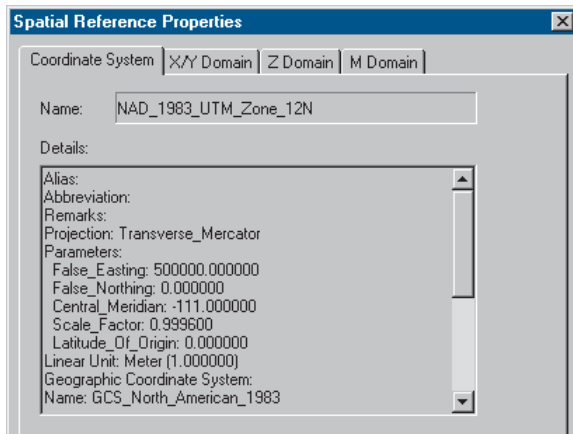 Spatial Reference Properties
Coordinate System X/Y Domain Z Domain M Domain
Name: NAD_1983_UTM_Zone_12N
Details:
Alias:
Abbreviation:
Remarks:
Projection: Transverse_Mercator
Parameters:
False_Easting: 500000.000000
False_Northing: 0.000000
Central_Meridian: -111.000000
Scale_Factor: 0.999600
Latitude_Of_Origin: 0.000000
Linear Unit: Meter (1.000000)
Geographic Coordinate System:
Name: GCS_North_American_1983